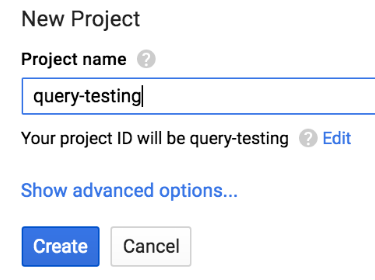 New Project
Project name ?
query-testing
Your project ID will be query-testing ? Edit
Show advanced options...
Create Cancel